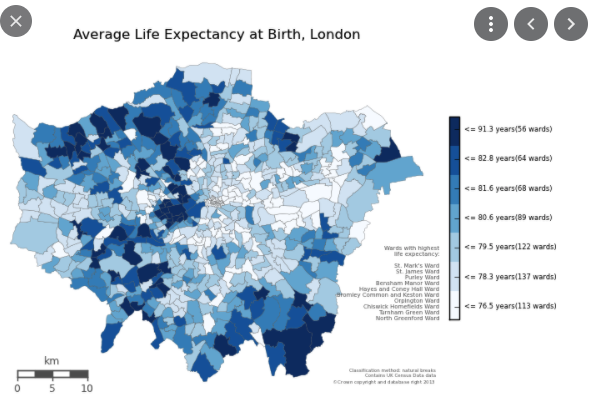 Average Life Expectancy at Birth, London
<= 91.3 years(56 wards)
<= 82.8 years(64 wards)
<= 81.6 years(68 wards)
<= 80.6 years(89 wards)
<= 79.5 years(122 wards)
<= 78.3 years(137 wards)
<= 76.5 years(113 wards)
Wards with highest
life expectancy:
St. Mark's Ward
St. James Ward
Purley Ward
Bensham Manor Ward
Hayes and Coney Hall Ward
Bromley Common and Keston Ward
Orpington Ward
Chiswick Homefields Ward
Turnham Green Ward
North Greenford Ward
km
0 5 10
Classification method: natural breaks
Contains UK Census Data data
©Crown copyright and database right 2015